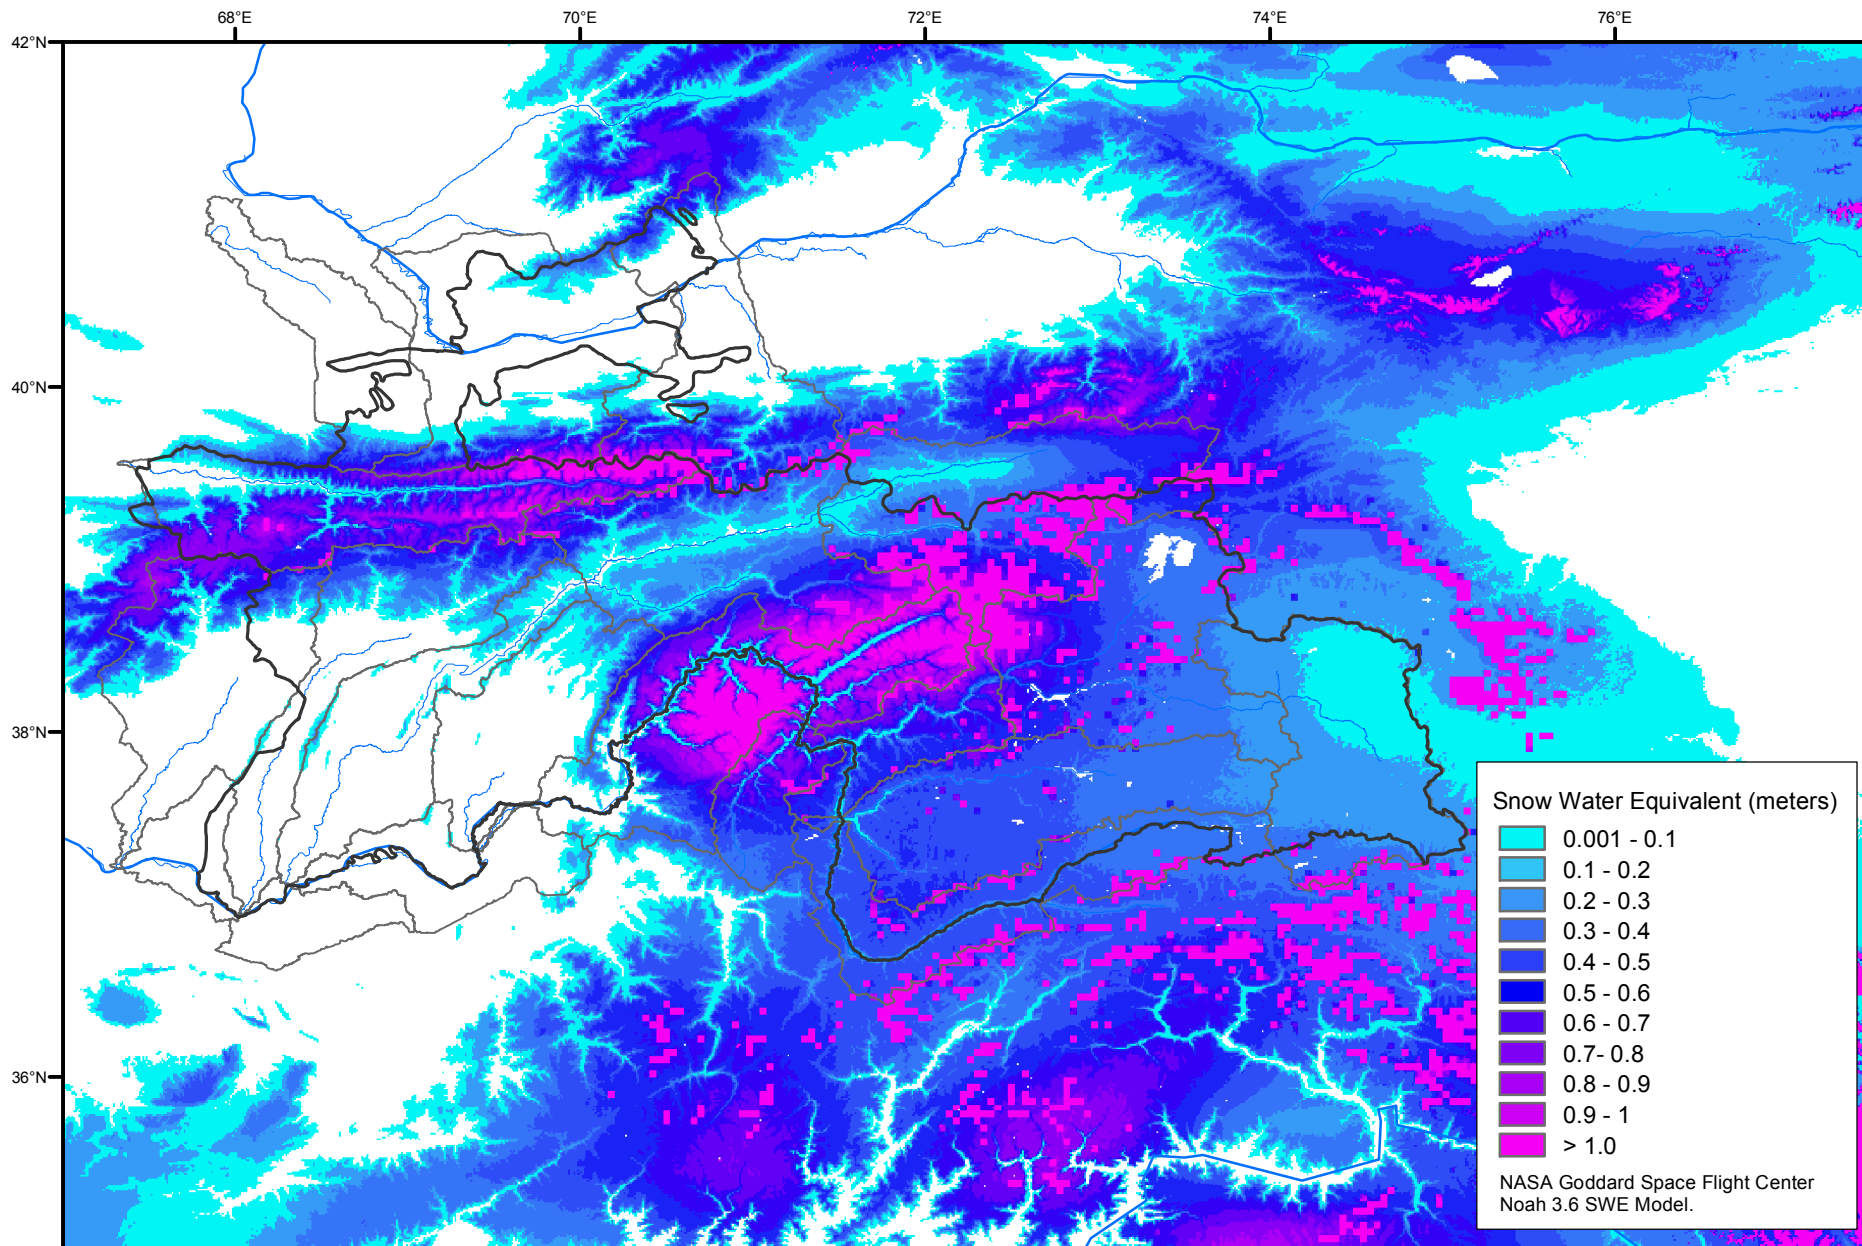 68°E 70°E 72°E 74°E 76°E
42°N
40°N
38°N
36°N
Snow Water Equivalent (meters)
0.001 - 0.1
0.1 - 0.2
0.2 - 0.3
0.3 - 0.4
0.4 - 0.5
0.5 - 0.6
0.6 - 0.7
0.7- 0.8
0.8 - 0.9
0.9 - 1
> 1.0
NASA Goddard Space Flight Center
Noah 3.6 SWE Model.